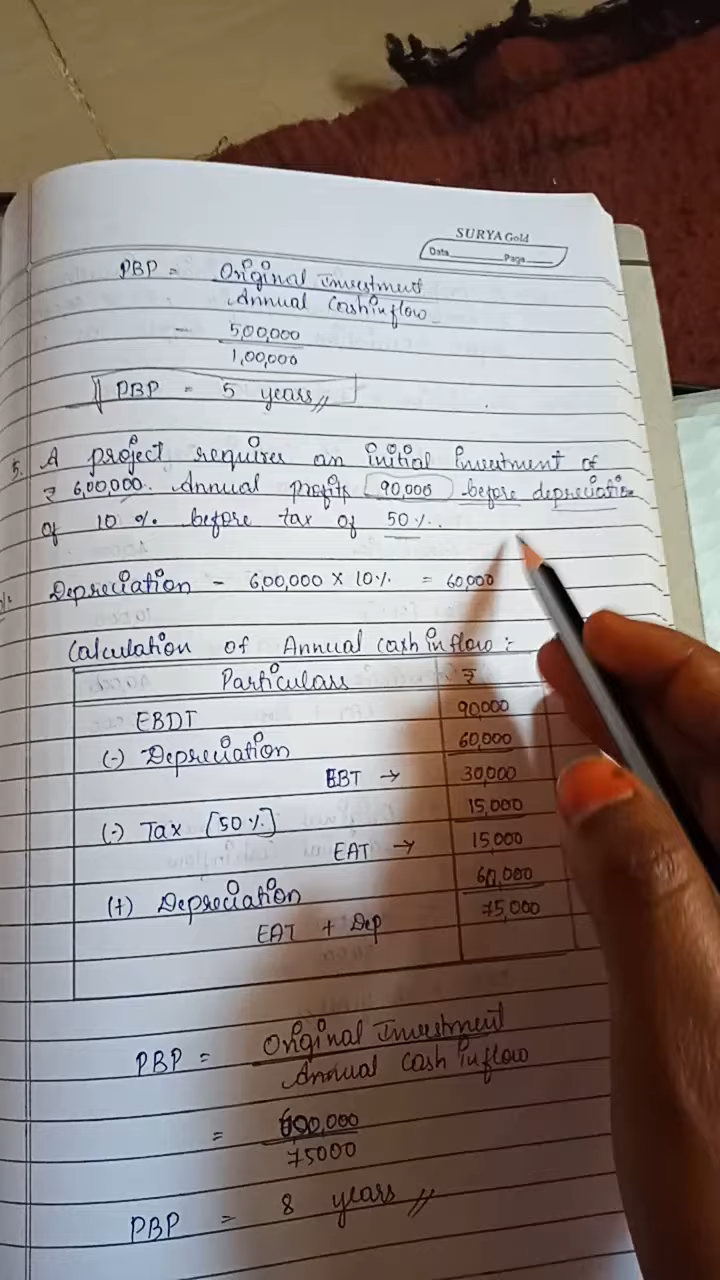 SURYA Gold
Date Page
PBP = Original Investment
Annual Cash inflow
= 5,00,000
1,00,000
PBP = 5 years
5. A project requires an initial Investment of
₹ 6,00,000. Annual profits 90,000 before depreciation
of 10 % before tax of 50%.
Depreciation - 6,00,000 X 10% = 60,000
Calculation of Annual cash inflow :-
Particulars ₹
EBDT 90,000
(-) Depreciation 60,000
EBT → 30,000
(-) Tax [50%] 15,000
EAT → 15,000
(+) Depreciation 60,000
EAT + Dep 75,000
PBP = Original Investment
Annual Cash inflow
= 600,000
75000
PBP = 8 years